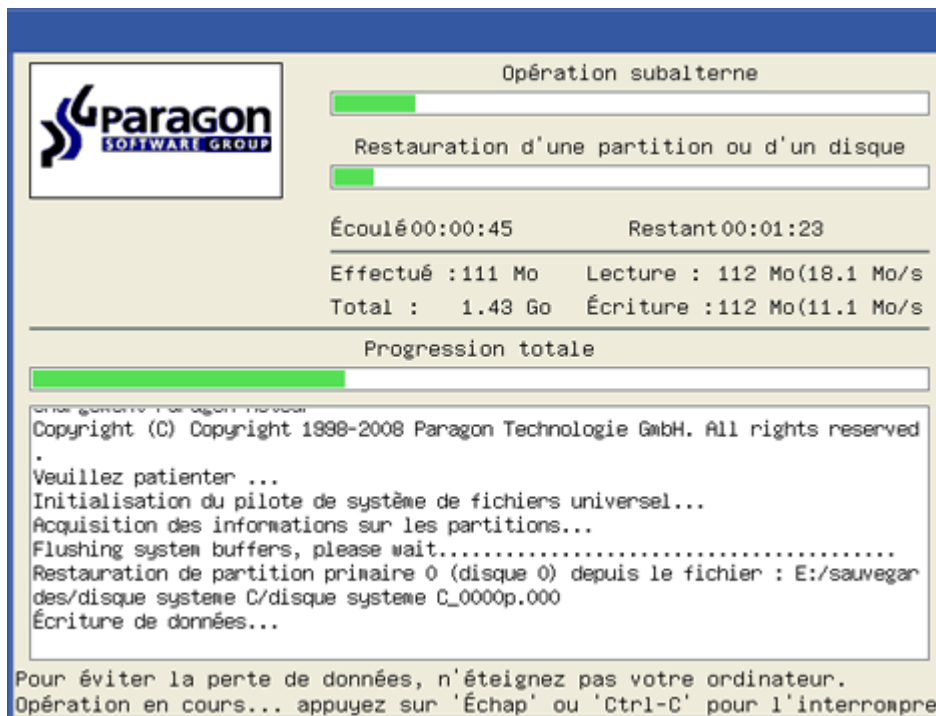 Paragon
SOFTWARE GROUP
Opération subalterne
Restauration d'une partition ou d'un disque
Écoulé00:00:45 Restant00:01:23
Effectué :111 Mo Lecture : 112 Mo(18.1 Mo/s
Total : 1.43 Go Écriture :112 Mo(11.1 Mo/s
Progression totale
Copyright (C) Copyright 1998-2008 Paragon Technologie GmbH. All rights reserved
.
Veuillez patienter ...
Initialisation du pilote de système de fichiers universel...
Acquisition des informations sur les partitions...
Flushing system buffers, please wait.........................................
Restauration de partition primaire 0 (disque 0) depuis le fichier : E:/sauvegar
des/disque systeme C/disque systeme C_0000p.000
Écriture de données...
Pour éviter la perte de données, n'éteignez pas votre ordinateur.
Opération en cours... appuyez sur 'Échap' ou 'Ctrl-C' pour l'interrompre